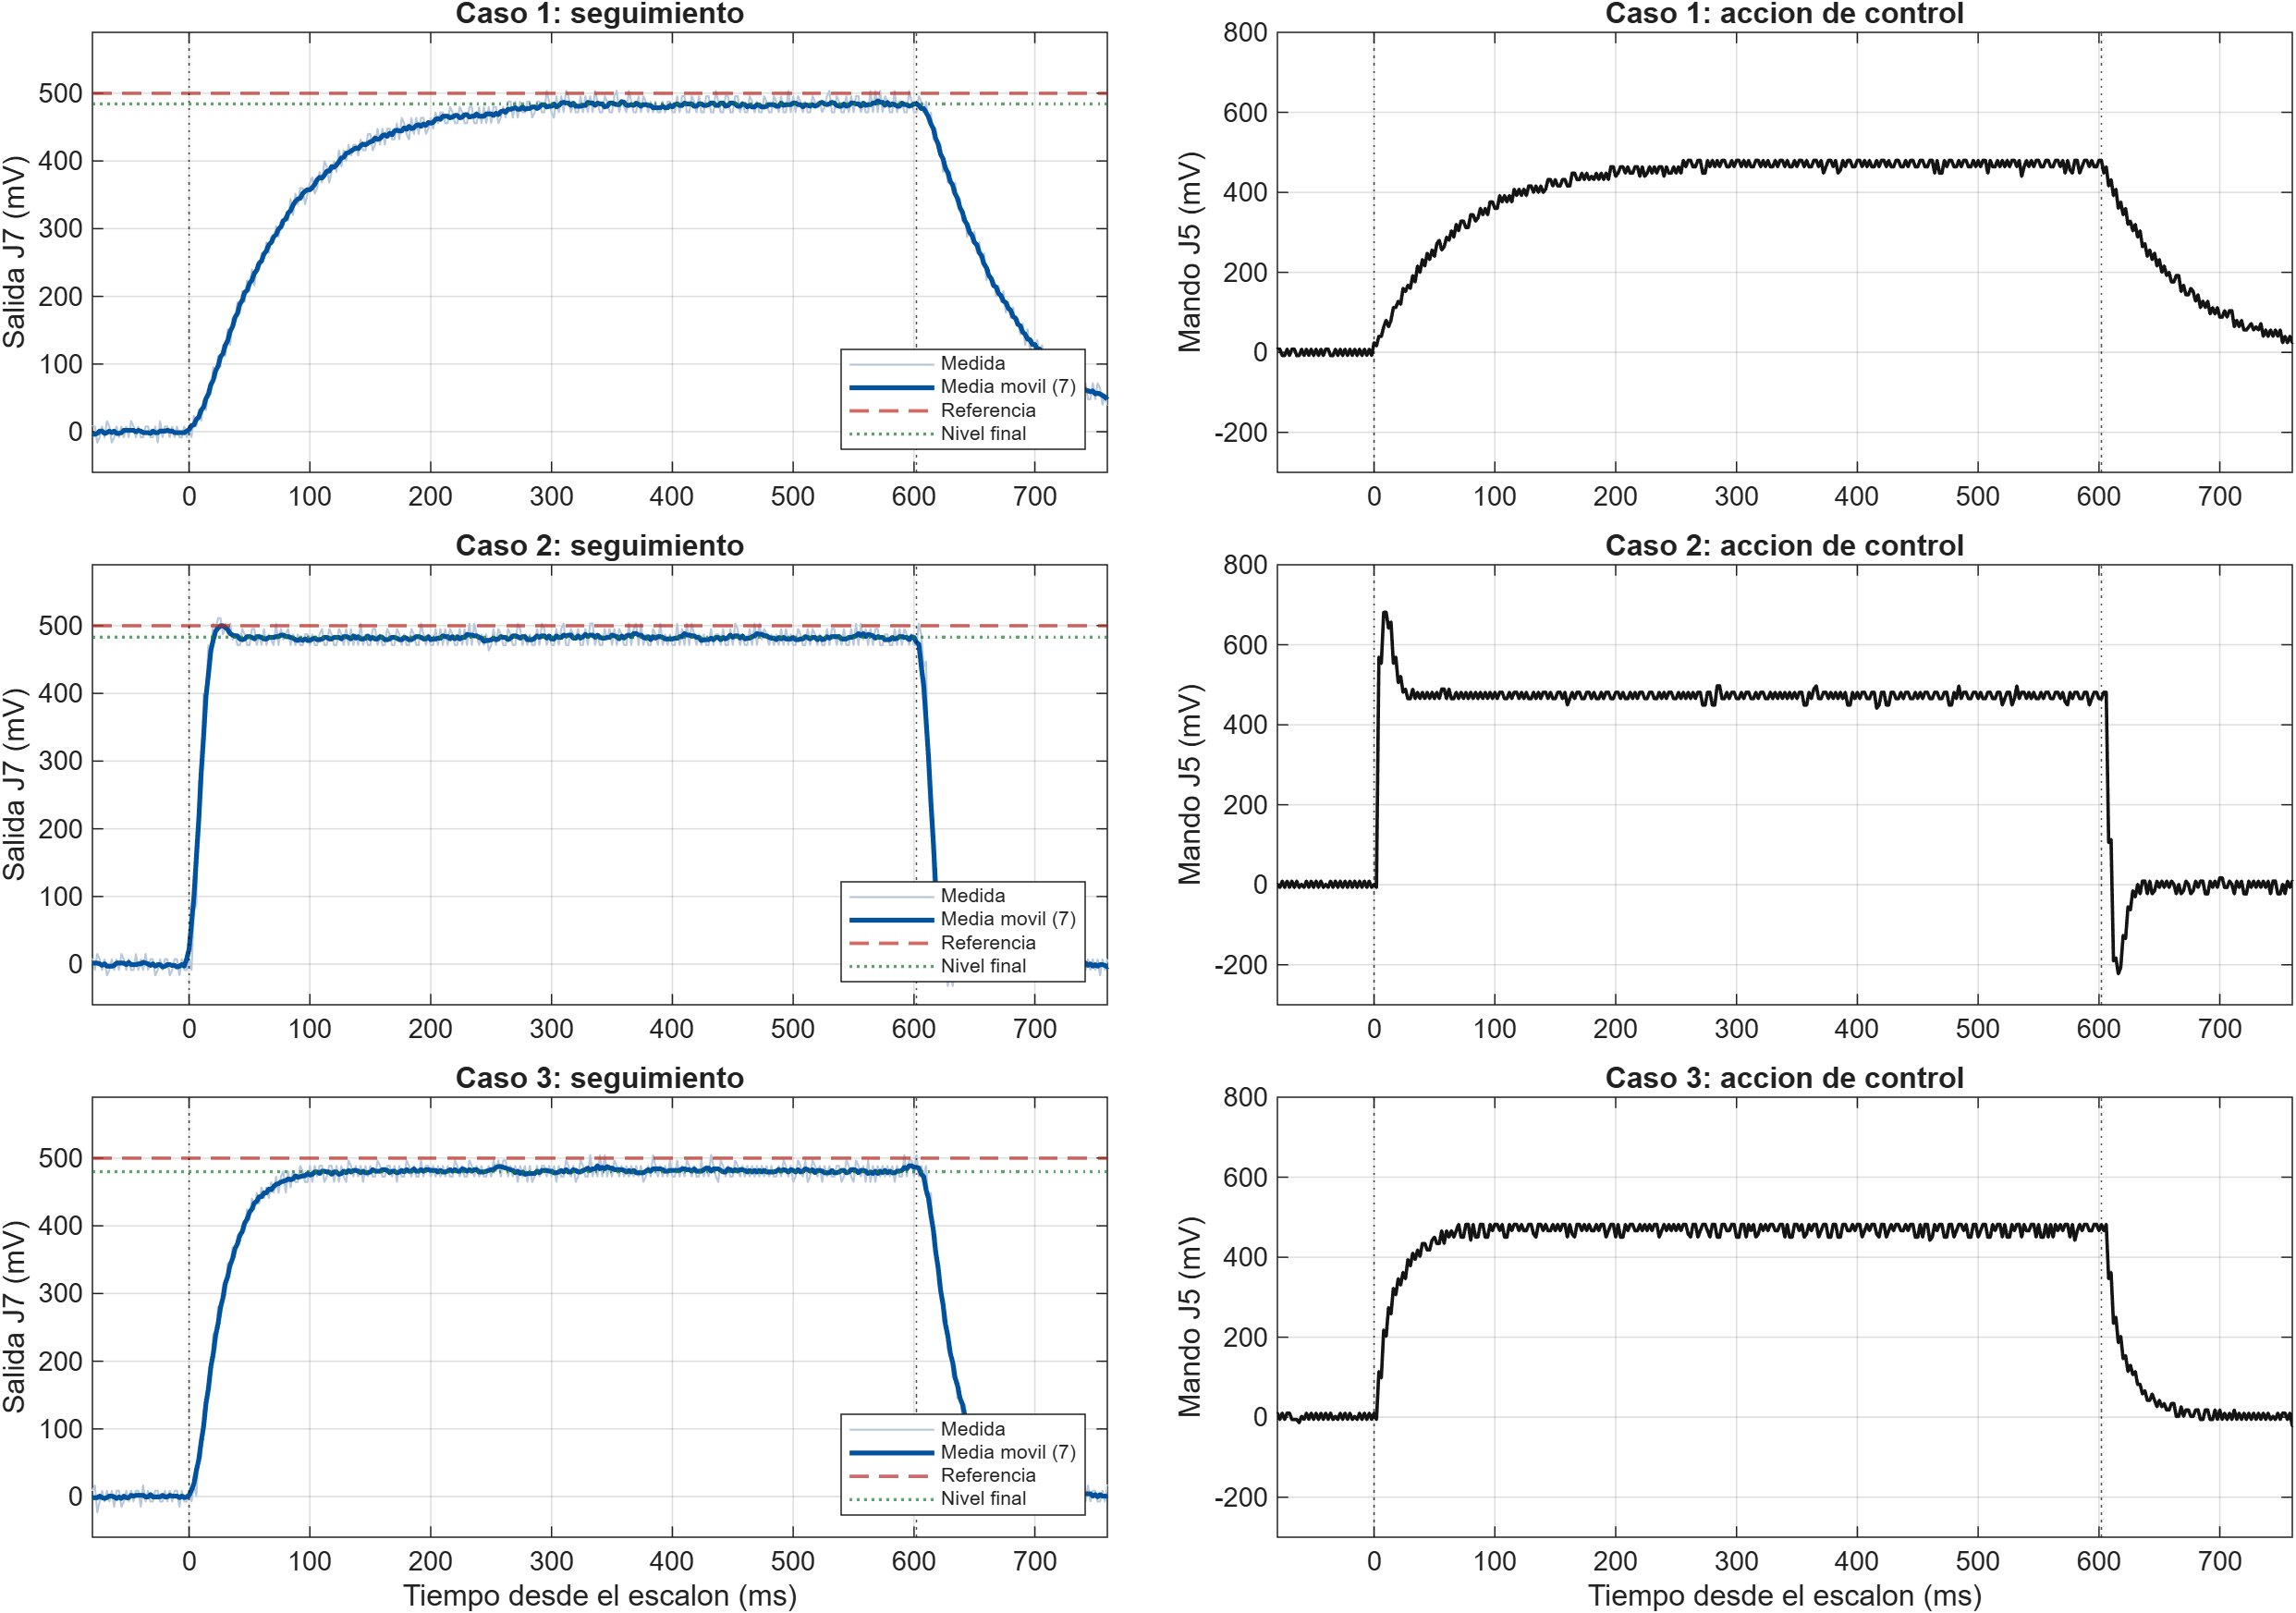 Caso 1: seguimiento
Salida J7 (mV)
500
400
300
200
100
0
0 100 200 300 400 500 600 700
Medida
Media movil (7)
Referencia
Nivel final
Caso 1: accion de control
Mando J5 (mV)
800
600
400
200
0
-200
0 100 200 300 400 500 600 700
Caso 2: seguimiento
Salida J7 (mV)
500
400
300
200
100
0
0 100 200 300 400 500 600 700
Medida
Media movil (7)
Referencia
Nivel final
Caso 2: accion de control
Mando J5 (mV)
800
600
400
200
0
-200
0 100 200 300 400 500 600 700
Caso 3: seguimiento
Salida J7 (mV)
500
400
300
200
100
0
0 100 200 300 400 500 600 700
Tiempo desde el escalon (ms)
Medida
Media movil (7)
Referencia
Nivel final
Caso 3: accion de control
Mando J5 (mV)
800
600
400
200
0
-200
0 100 200 300 400 500 600 700
Tiempo desde el escalon (ms)